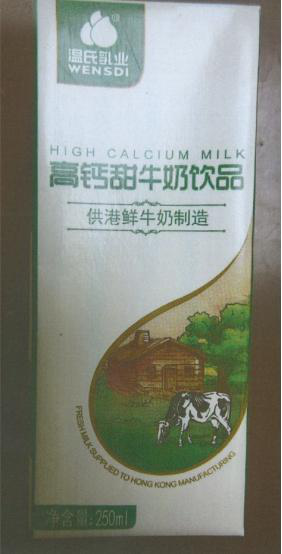 温氏乳业
WENSDI
HIGH CALCIUM MILK
高钙甜牛奶饮品
供港鲜牛奶制造
FRESH MILK SUPPLIED TO HONG KONG MANUFACTURING
净含量:250ml